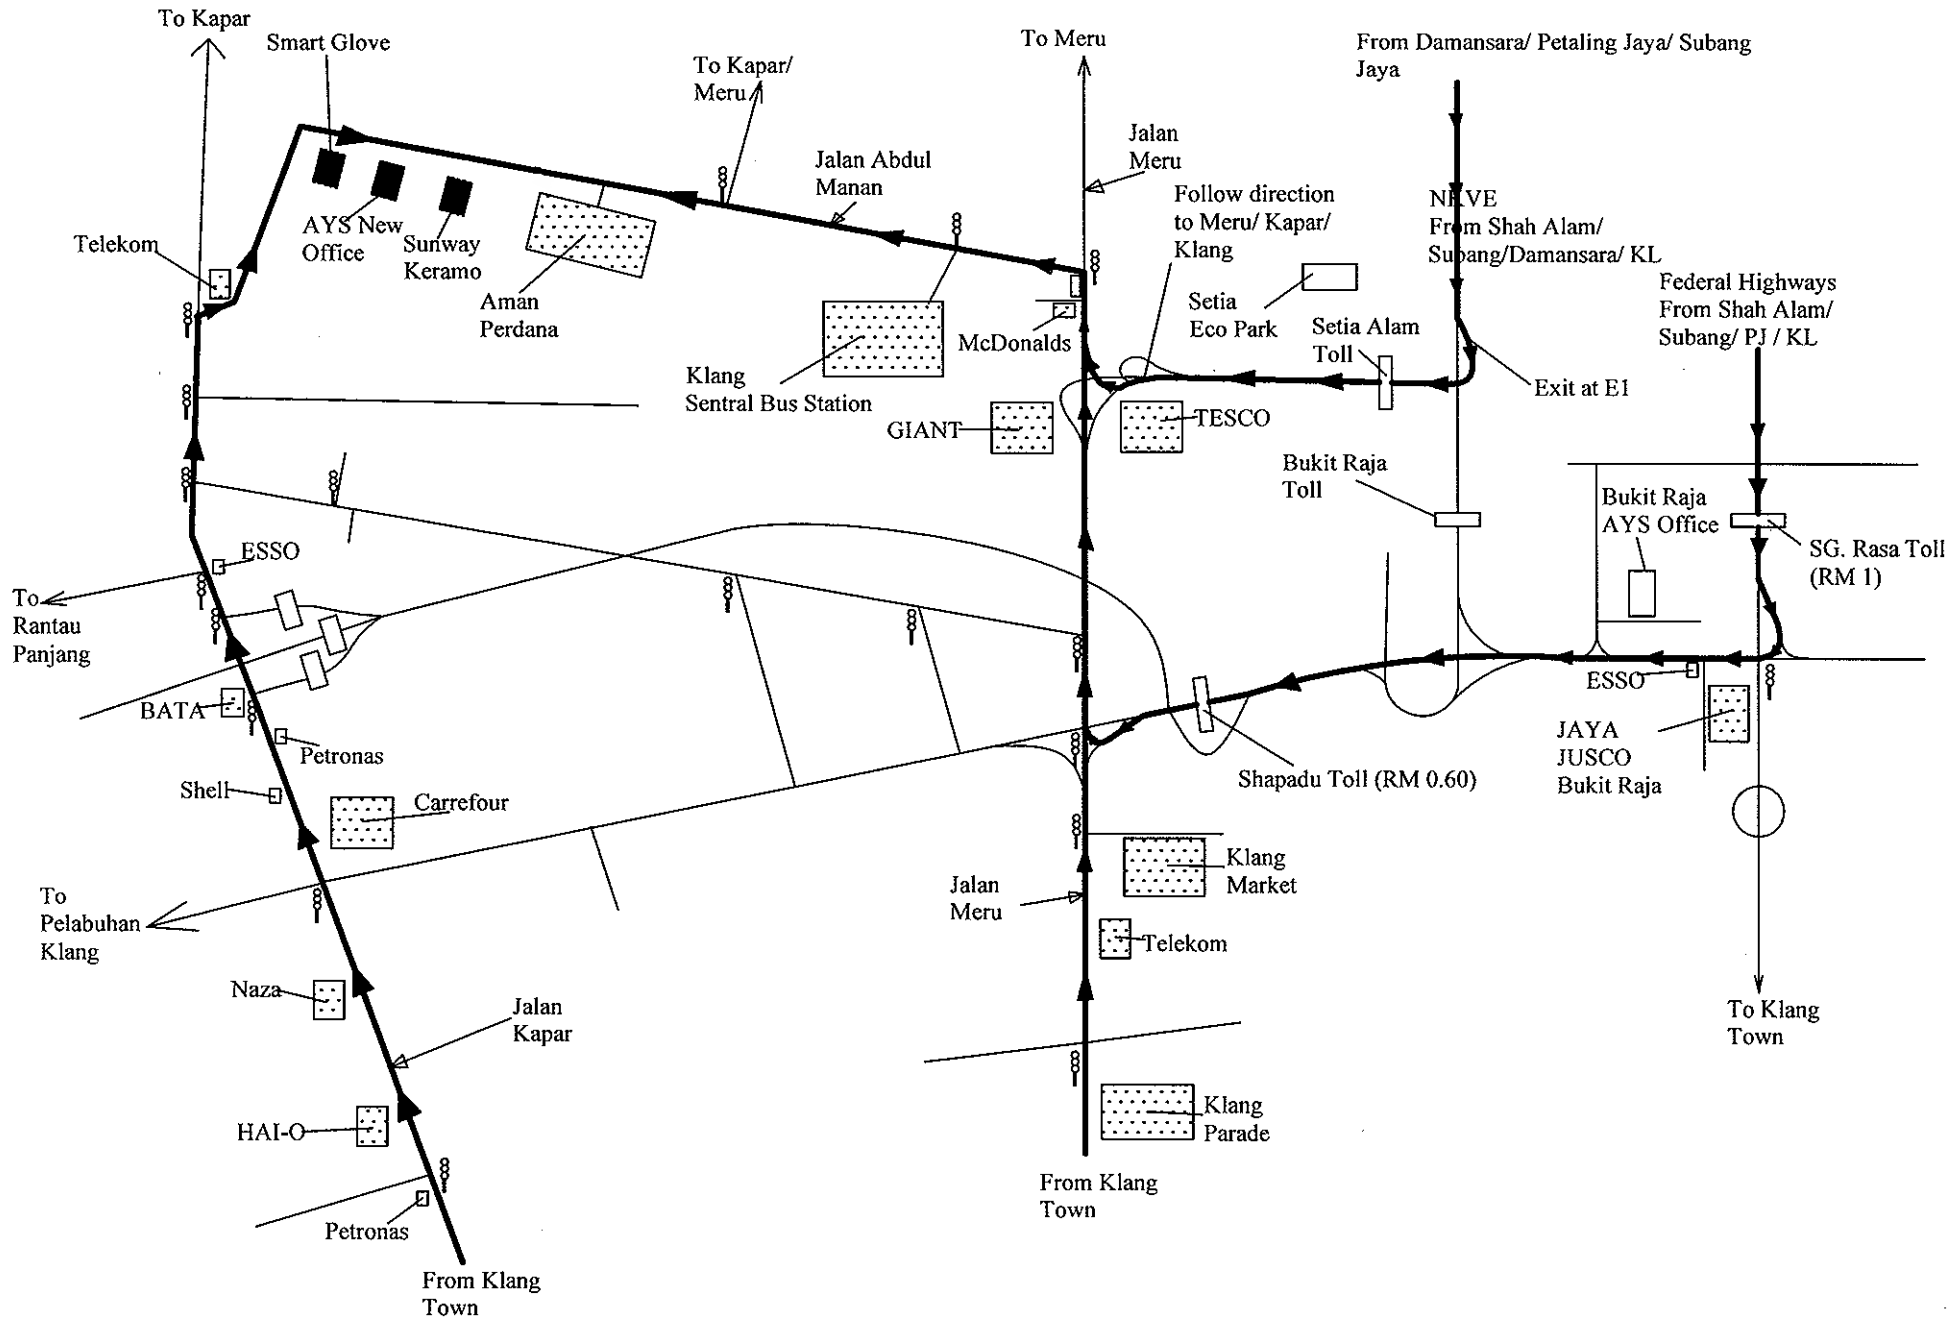 To Kapar
Smart Glove
To Kapar/
Meru
To Meru
From Damansara/ Petaling Jaya/ Subang
Jaya
Jalan
Meru
Jalan Abdul
Manan
Follow direction
to Meru/ Kapar/
Klang
NKVE
From Shah Alam/
Subang/Damansara/ KL
Federal Highways
From Shah Alam/
Subang/ PJ / KL
Telekom
AYS New
Office
Sunway
Keramo
Aman
Perdana
Setia
Eco Park
Setia Alam
Toll
McDonalds
Klang
Sentral Bus Station
Exit at E1
GIANT
TESCO
Bukit Raja
Toll
Bukit Raja
AYS Office
SG. Rasa Toll
(RM 1)
ESSO
To
Rantau
Panjang
BATA
Petronas
Shell
Carrefour
ESSO
JAYA
JUSCO
Bukit Raja
Shapadu Toll (RM 0.60)
To
Pelabuhan
Klang
Jalan
Meru
Klang
Market
Telekom
Naza
Jalan
Kapar
To Klang
Town
HAI-O
Klang
Parade
Petronas
From Klang
Town
From Klang
Town